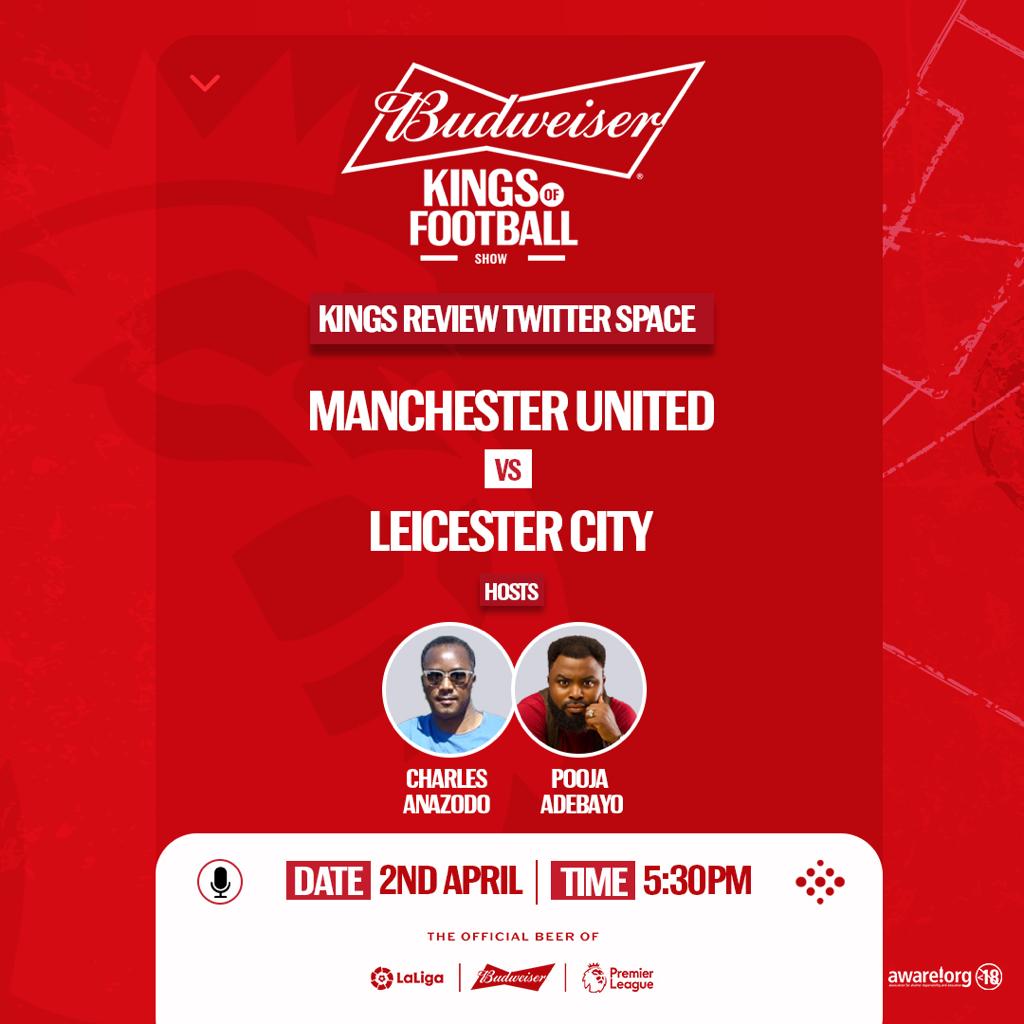 Budweiser
KINGS OF
FOOTBALL
SHOW
KINGS REVIEW TWITTER SPACE
MANCHESTER UNITED
VS
LEICESTER CITY
HOSTS
CHARLES
ANAZODO
POOJA
ADEBAYO
DATE 2ND APRIL | TIME 5:30PM
THE OFFICIAL BEER OF
LaLiga | Budweiser | Premier League
aware!org 18